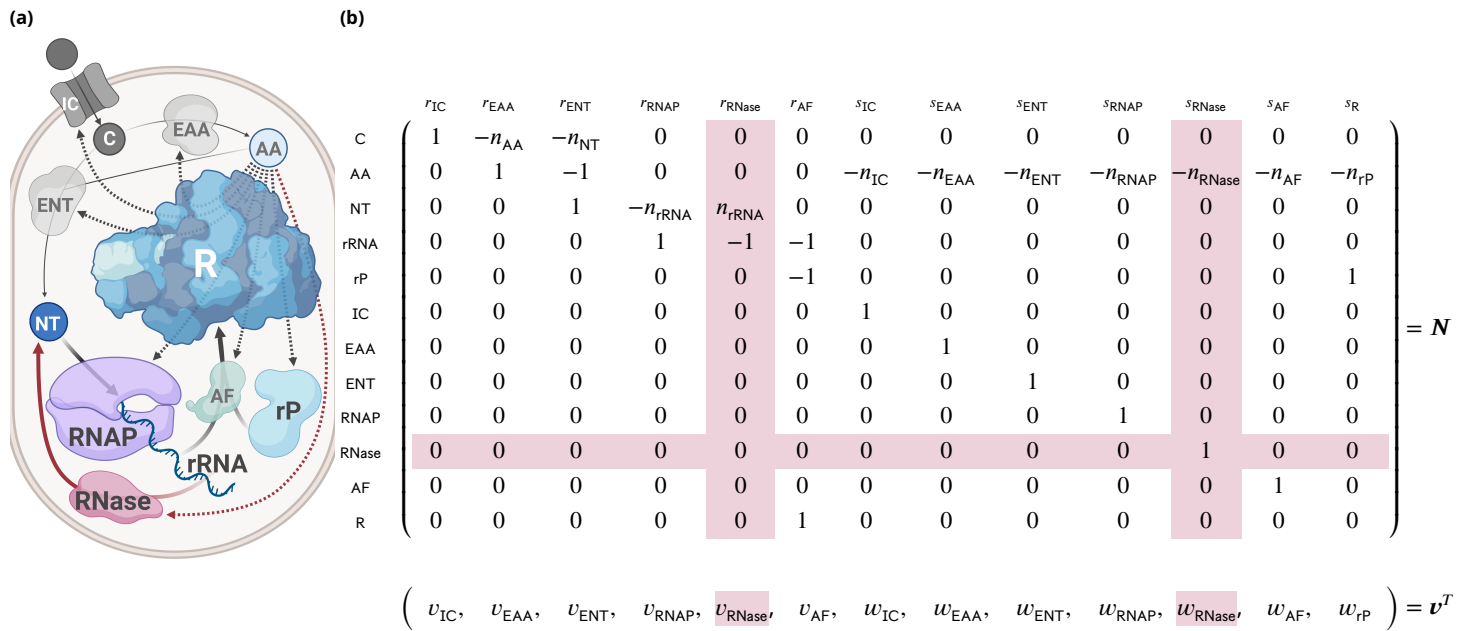 (a)
(b)
IC
C
EAA
AA
ENT
R
NT
AF
rP
RNAP
rRNA
RNase
r_IC r_EAA r_ENT r_RNAP r_RNase r_AF s_IC s_EAA s_ENT s_RNAP s_RNase s_AF s_R
C 1 −n_AA −n_NT 0 0 0 0 0 0 0 0 0 0
AA 0 1 −1 0 0 0 −n_IC −n_EAA −n_ENT −n_RNAP −n_RNase −n_AF −n_rP
NT 0 0 1 −n_rRNA n_rRNA 0 0 0 0 0 0 0 0
rRNA 0 0 0 1 −1 −1 0 0 0 0 0 0 0
rP 0 0 0 0 0 −1 0 0 0 0 0 0 1
IC 0 0 0 0 0 0 1 0 0 0 0 0 0
EAA 0 0 0 0 0 0 0 1 0 0 0 0 0
ENT 0 0 0 0 0 0 0 0 1 0 0 0 0
RNAP 0 0 0 0 0 0 0 0 0 1 0 0 0
RNase 0 0 0 0 0 0 0 0 0 0 1 0 0
AF 0 0 0 0 0 0 0 0 0 0 0 1 0
R 0 0 0 0 0 1 0 0 0 0 0 0 0
= N
( v_IC, v_EAA, v_ENT, v_RNAP, v_RNase, v_AF, w_IC, w_EAA, w_ENT, w_RNAP, w_RNase, w_AF, w_rP ) = v^T